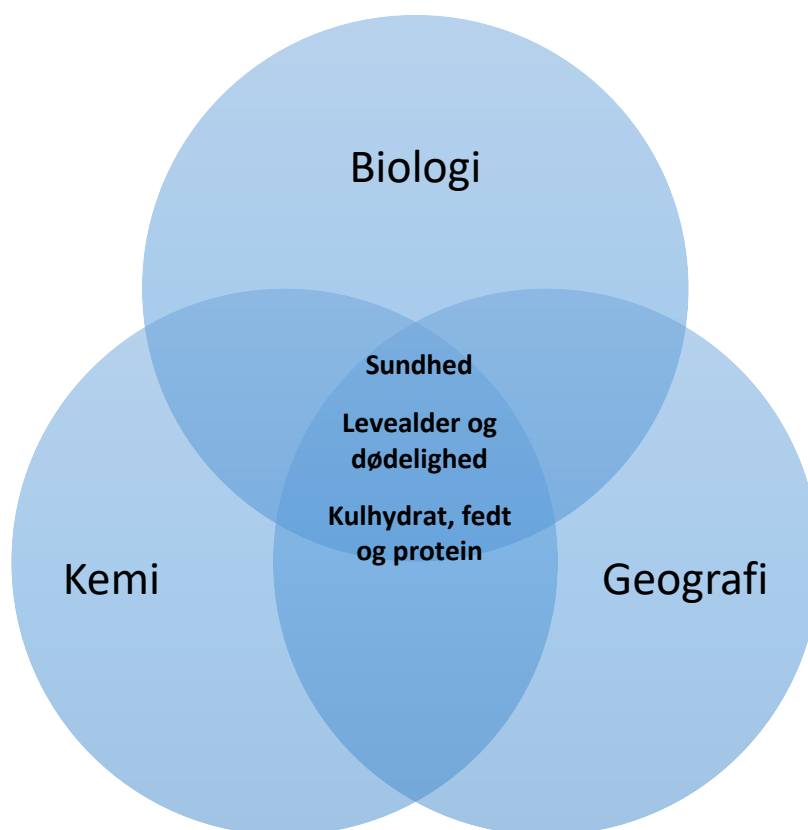 Biologi
Sundhed
Levealder og
dødelighed
Kulhydrat, fedt
og protein
Kemi
Geografi